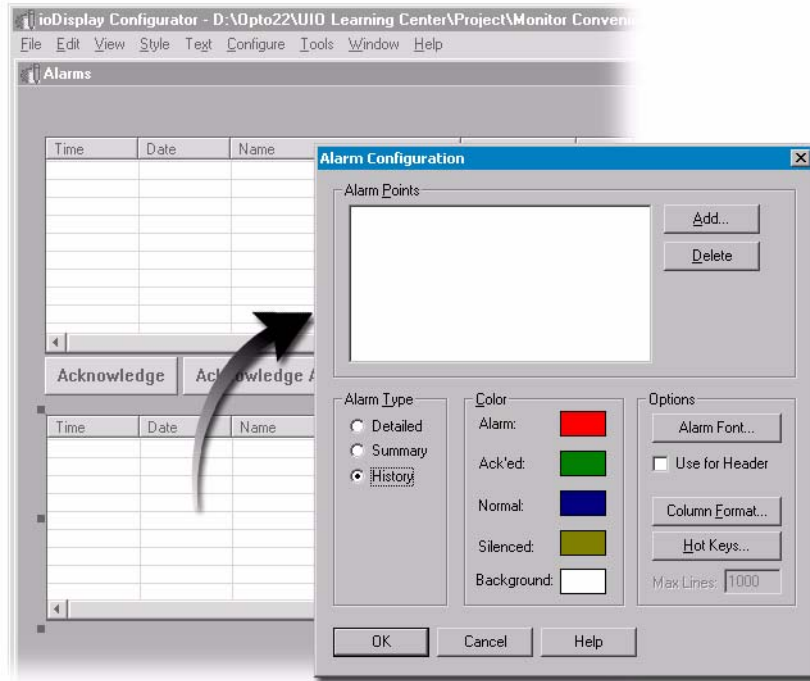 ioDisplay Configurator - D:\Opto22\UIO Learning Center\Project\Monitor
File Edit View Style Text Configure Tools Window Help
Alarms
Time Date Name
Alarm Configuration
Alarm Points
Add...
Delete
Acknowledge
Time Date Name
Alarm Type
Detailed
Summary
History
Color
Alarm:
Ack'ed:
Normal:
Silenced:
Background:
Options
Alarm Font...
Use for Header
Column Format...
Hot Keys...
Max Lines: 1000
OK Cancel Help